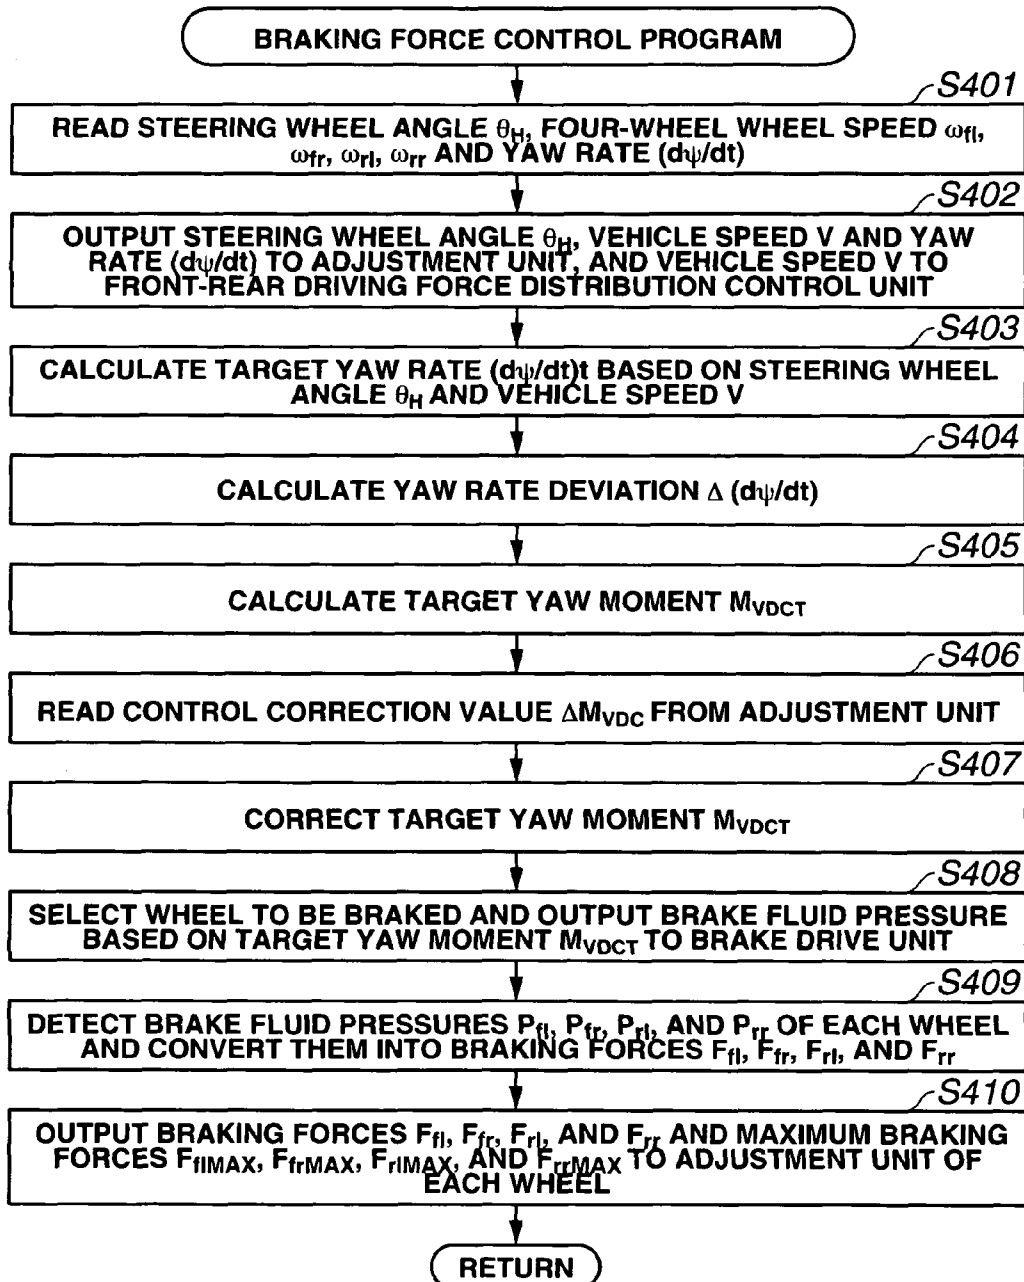 BRAKING FORCE CONTROL PROGRAM
S401
READ STEERING WHEEL ANGLE θH, FOUR-WHEEL WHEEL SPEED ωfl,
ωfr, ωrl, ωrr AND YAW RATE (dψ/dt)
S402
OUTPUT STEERING WHEEL ANGLE θH, VEHICLE SPEED V AND YAW
RATE (dψ/dt) TO ADJUSTMENT UNIT, AND VEHICLE SPEED V TO
FRONT-REAR DRIVING FORCE DISTRIBUTION CONTROL UNIT
S403
CALCULATE TARGET YAW RATE (dψ/dt)t BASED ON STEERING WHEEL
ANGLE θH AND VEHICLE SPEED V
S404
CALCULATE YAW RATE DEVIATION Δ (dψ/dt)
S405
CALCULATE TARGET YAW MOMENT MVDCT
S406
READ CONTROL CORRECTION VALUE ΔMVDC FROM ADJUSTMENT UNIT
S407
CORRECT TARGET YAW MOMENT MVDCT
S408
SELECT WHEEL TO BE BRAKED AND OUTPUT BRAKE FLUID PRESSURE
BASED ON TARGET YAW MOMENT MVDCT TO BRAKE DRIVE UNIT
S409
DETECT BRAKE FLUID PRESSURES Pfl, Pfr, Prl, AND Prr OF EACH WHEEL
AND CONVERT THEM INTO BRAKING FORCES Ffl, Ffr, Frl, AND Frr
S410
OUTPUT BRAKING FORCES Ffl, Ffr, Frl, AND Frr AND MAXIMUM BRAKING
FORCES FflMAX, FfrMAX, FrlMAX, AND FrrMAX TO ADJUSTMENT UNIT OF
EACH WHEEL
RETURN